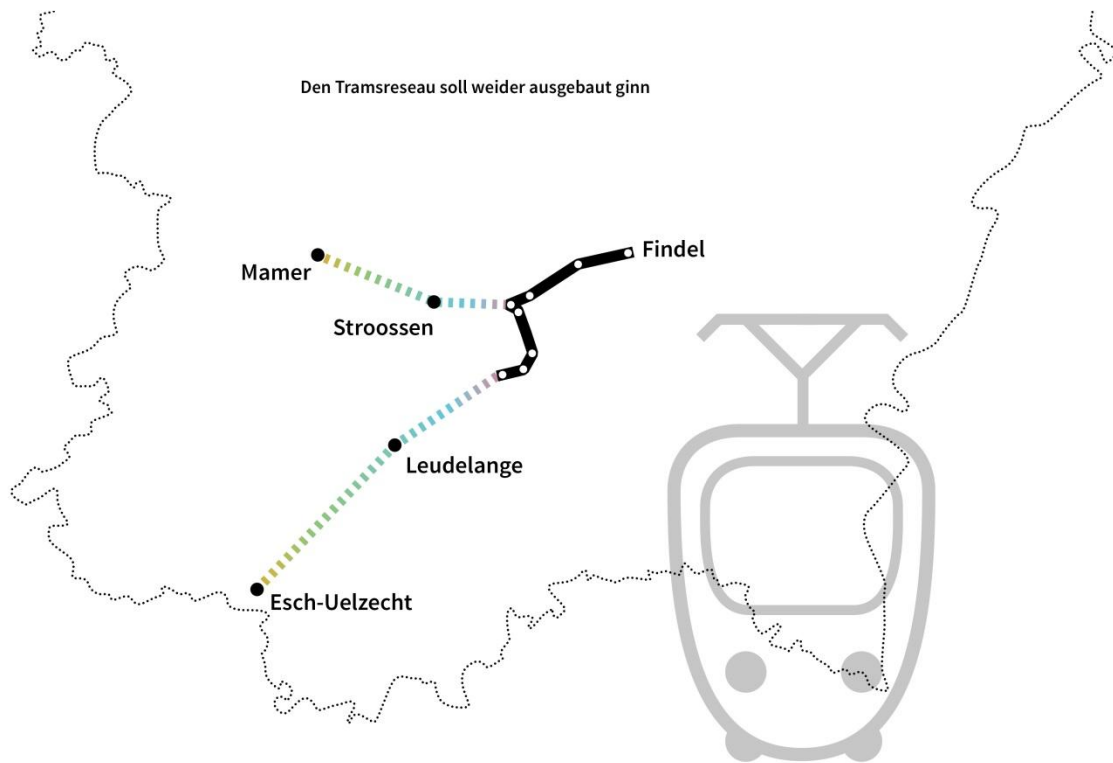 Den Tramsreseau soll weider ausgebaut ginn
Findel
Mamer
Stroossen
Leudelange
Esch-Uelzecht